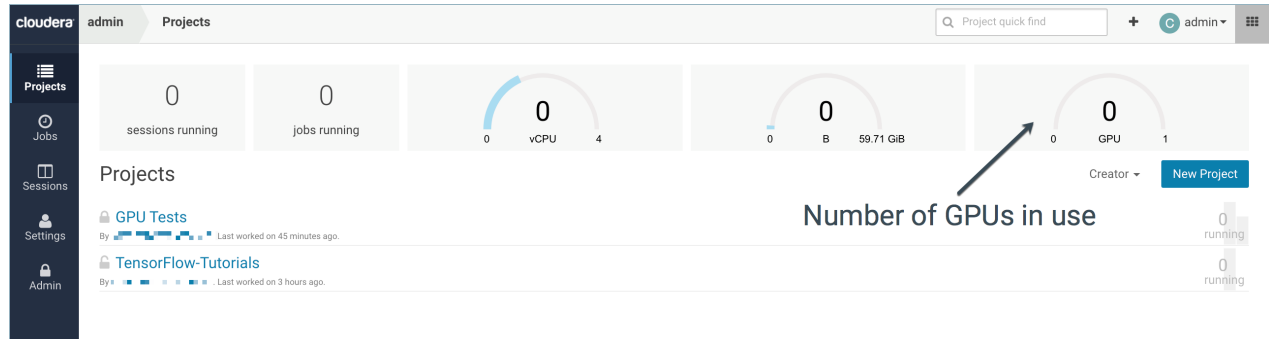 cloudera
admin Projects
Project quick find
+
C admin
Projects
Jobs
Sessions
Settings
Admin
0
sessions running
0
jobs running
0
0 vCPU 4
0
0 B 59.71 GiB
0
0 GPU 1
Projects
Creator
New Project
Number of GPUs in use
GPU Tests
By . Last worked on 45 minutes ago.
0
running
TensorFlow-Tutorials
By . Last worked on 3 hours ago.
0
running